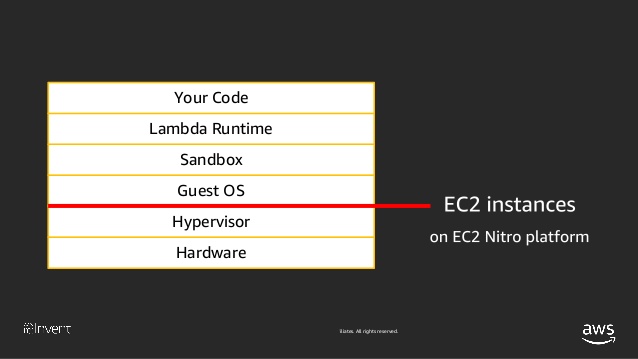 Your Code
Lambda Runtime
Sandbox
Guest OS
Hypervisor
Hardware
EC2 instances
on EC2 Nitro platform
re:Invent
iliates. All rights reserved.
aws